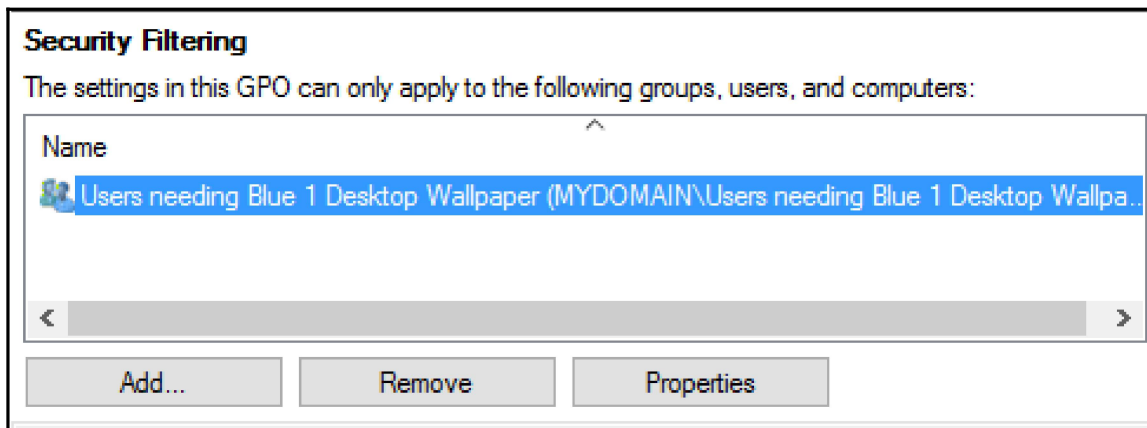 Security Filtering
The settings in this GPO can only apply to the following groups, users, and computers:
Name
Users needing Blue 1 Desktop Wallpaper (MYDOMAIN\Users needing Blue 1 Desktop Wallpa...
Add...
Remove
Properties